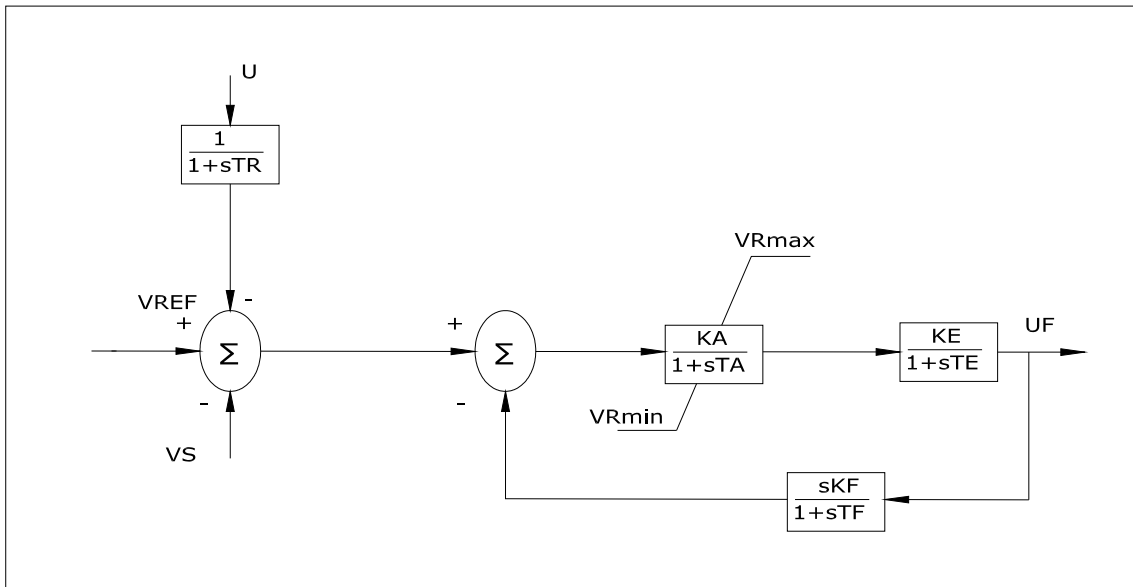 U
1
1+sTR
VREF
-
+
Σ
-
VS
+
Σ
-
VRmax
KA
1+sTA
VRmin
KE
1+sTE
UF
sKF
1+sTF